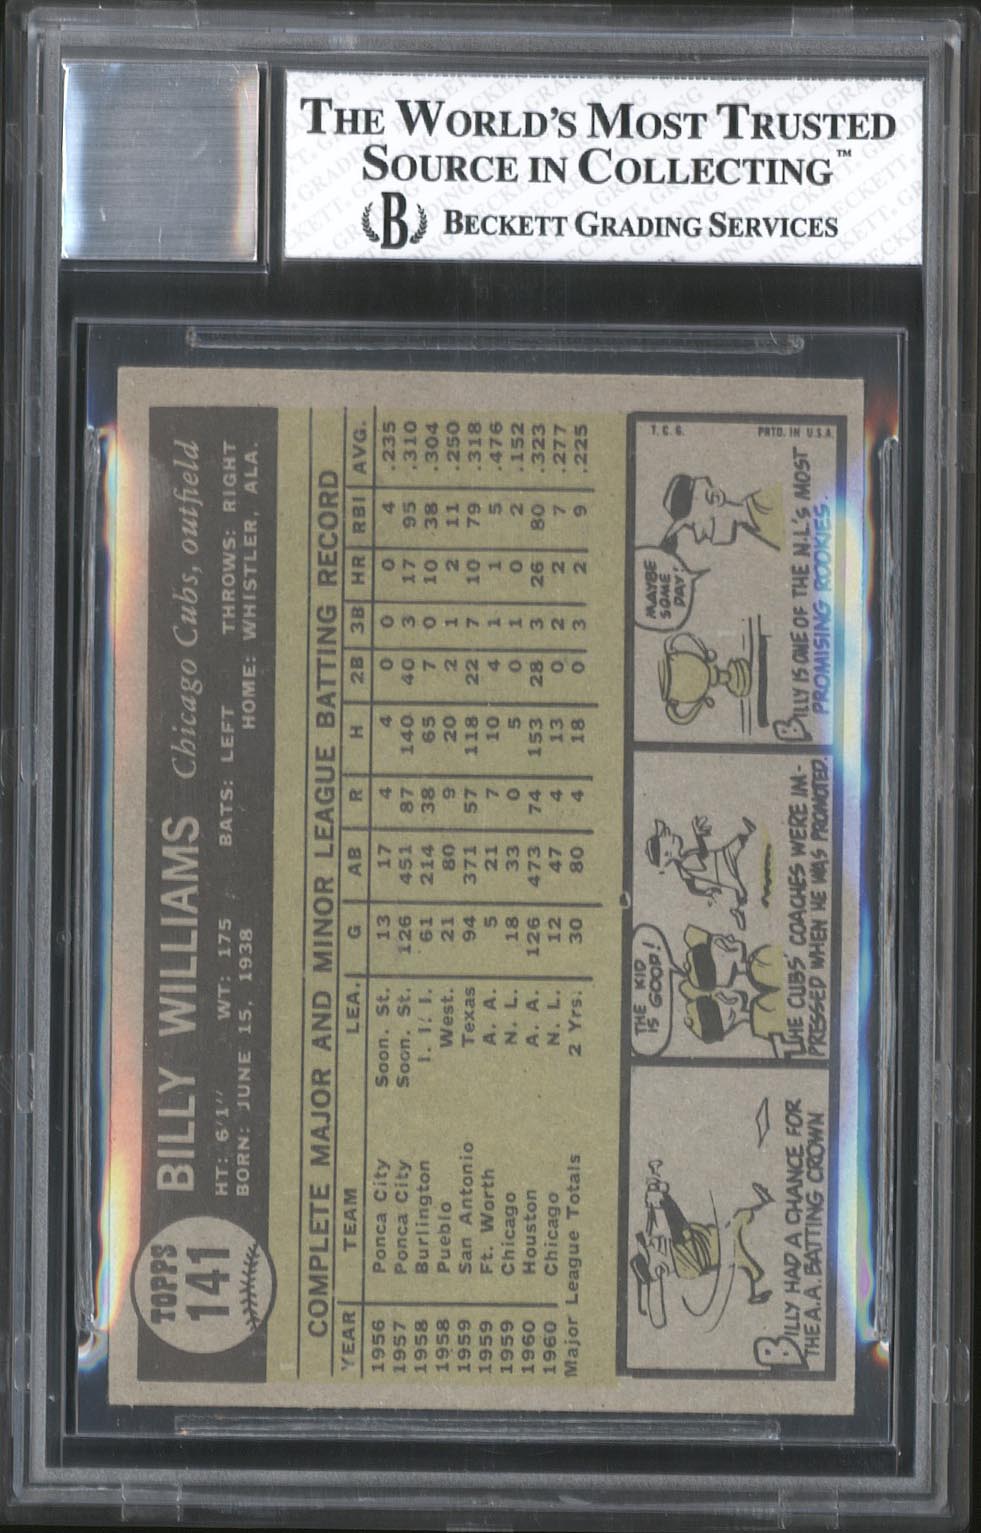 THE WORLD'S MOST TRUSTED
SOURCE IN COLLECTING™
B BECKETT GRADING SERVICES
TOPPS
141
BILLY WILLIAMS Chicago Cubs, outfield
HT: 6'1" WT: 175 BATS: LEFT THROWS: RIGHT
BORN: JUNE 15, 1938 HOME: WHISTLER, ALA.
COMPLETE MAJOR AND MINOR LEAGUE BATTING RECORD
YEAR TEAM LEA. G AB R H 2B 3B HR RBI AVG.
1956 Ponca City Soon. St. 13 17 4 4 0 0 0 4 .235
1957 Ponca City Soon. St. 126 451 87 140 40 3 17 95 .310
1958 Burlington I. I. I. 61 214 38 65 7 0 10 38 .304
1958 Pueblo West. 21 80 9 20 2 1 2 11 .250
1959 San Antonio Texas 94 371 57 118 22 7 10 79 .318
1959 Ft. Worth A. A. 5 21 7 10 4 1 1 5 .476
1959 Chicago N. L. 18 33 0 5 0 1 0 2 .152
1960 Houston A. A. 126 473 74 153 28 3 26 80 .323
1960 Chicago N. L. 12 47 4 13 0 2 2 7 .277
Major League Totals 2 Yrs. 30 80 4 18 0 3 2 9 .225
BILLY HAD A CHANCE FOR
THE A.A. BATTING CROWN
THE KID
IS GOOD!
THE CUBS' COACHES WERE IM-
PRESSED WHEN HE WAS PROMOTED.
MAYBE
SOME
DAY!
BILLY IS ONE OF THE N.L.'S MOST
PROMISING ROOKIES.
T.C.G. PRTD. IN U.S.A.